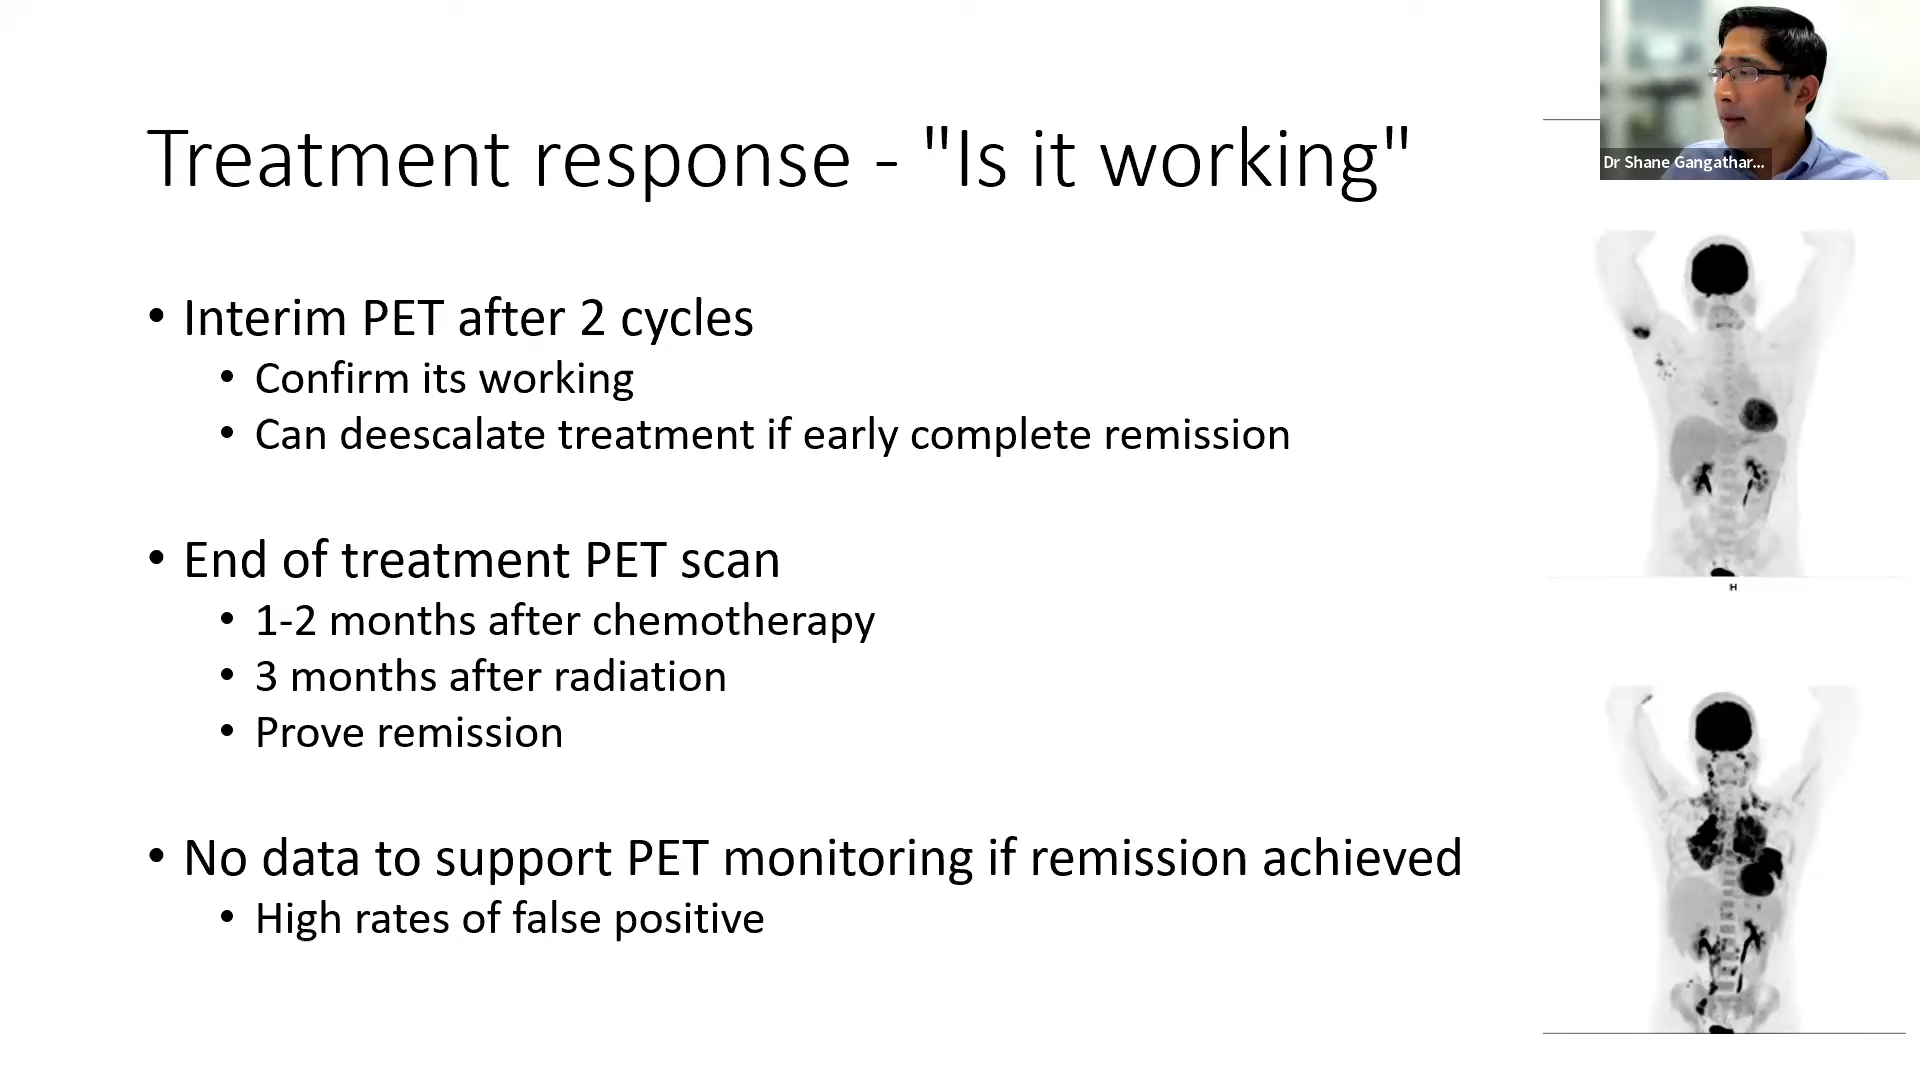 Treatment response - "Is it working"
Dr Shane Gangathar...
• Interim PET after 2 cycles
• Confirm its working
• Can deescalate treatment if early complete remission
• End of treatment PET scan
• 1-2 months after chemotherapy
• 3 months after radiation
• Prove remission
• No data to support PET monitoring if remission achieved
• High rates of false positive
H